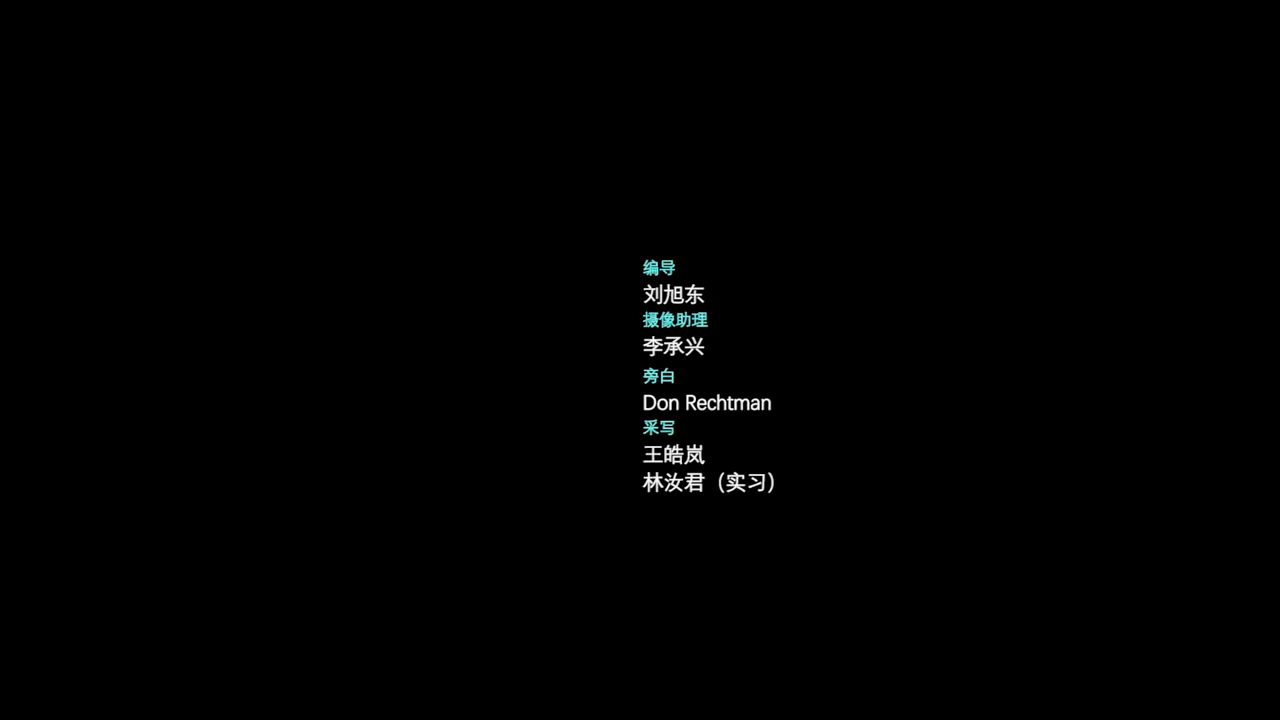 编导
刘旭东
摄像助理
李承兴
旁白
Don Rechtman
采写
王皓岚
林汝君（实习）